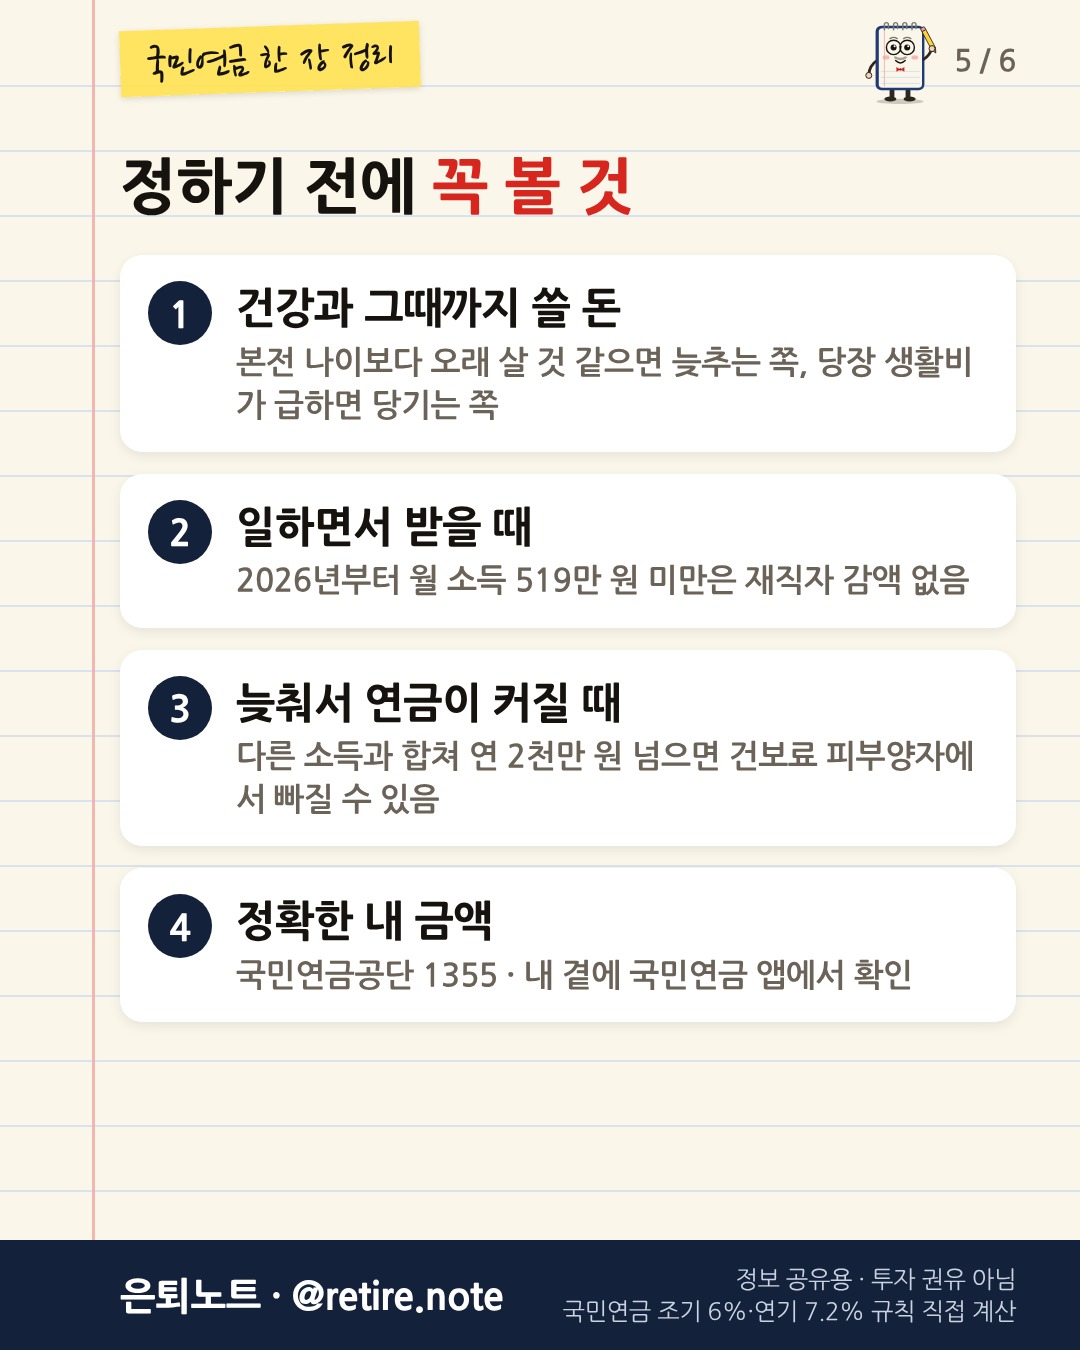 국민연금 한 장 정리
5 / 6
정하기 전에 꼭 볼 것
1
건강과 그때까지 쓸 돈
본전 나이보다 오래 살 것 같으면 늦추는 쪽, 당장 생활비
가 급하면 당기는 쪽
2
일하면서 받을 때
2026년부터 월 소득 519만 원 미만은 재직자 감액 없음
3
늦춰서 연금이 커질 때
다른 소득과 합쳐 연 2천만 원 넘으면 건보료 피부양자에
서 빠질 수 있음
4
정확한 내 금액
국민연금공단 1355 · 내 곁에 국민연금 앱에서 확인
은퇴노트 · @retire.note
정보 공유용 · 투자 권유 아님
국민연금 조기 6%·연기 7.2% 규칙 직접 계산